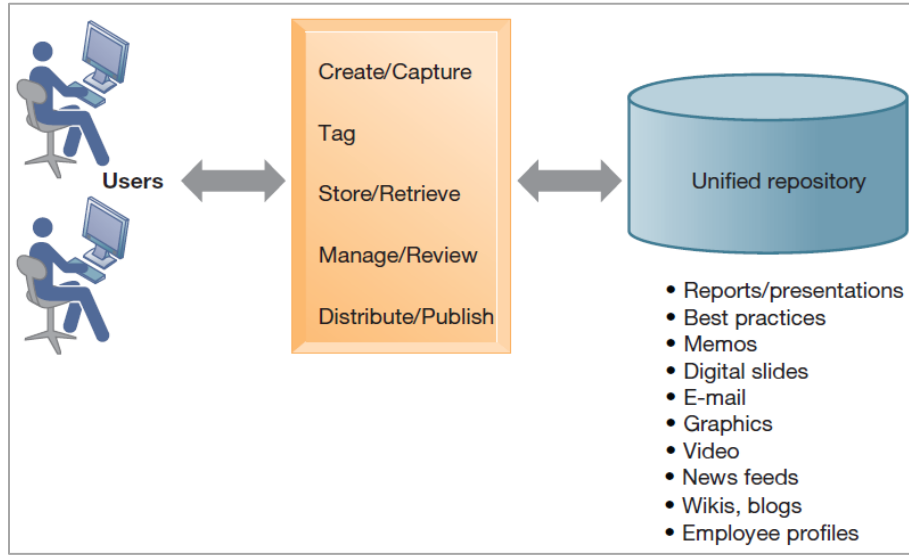 Users
Create/Capture
Tag
Store/Retrieve
Manage/Review
Distribute/Publish
Unified repository
• Reports/presentations
• Best practices
• Memos
• Digital slides
• E-mail
• Graphics
• Video
• News feeds
• Wikis, blogs
• Employee profiles